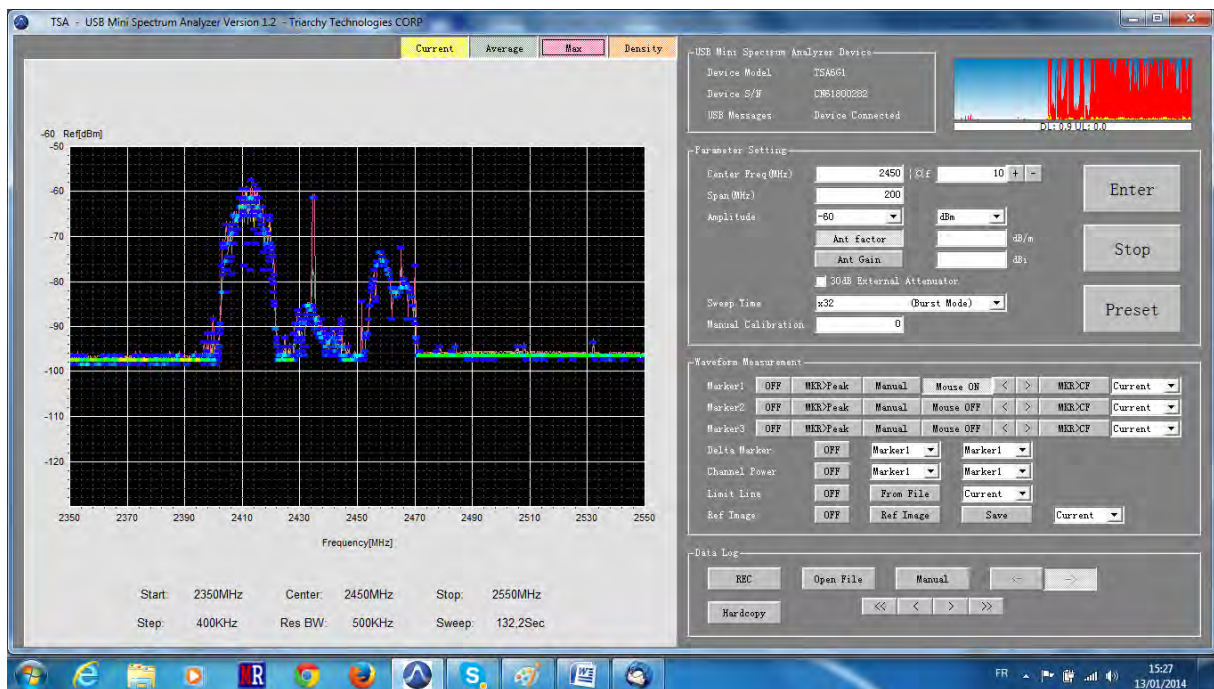 TSA - USB Mini Spectrum Analyzer Version 1.2 - Triarchy Technologies CORP
Current Average Max Density
-60 Ref[dBm]
-50
-60
-70
-80
-90
-100
-110
-120
2350 2370 2390 2410 2430 2450 2470 2490 2510 2530 2550
Frequency[MHz]
Start: 2350MHz Center: 2450MHz Stop: 2550MHz
Step: 400KHz Res BW: 500KHz Sweep: 132,2Sec
USB Mini Spectrum Analyzer Device
Device Model TSA6G1
Device S/N CN61800282
USB Messages Device Connected
DL: 0.9 UL: 0.0
Parameter Setting
Center Freq(MHz) 2450 ¤f 10 + -
Span(MHz) 200
Amplitude -60 dBm
Ant factor dB/m
Ant Gain dBi
30dB External Attenuator
Sweep Time x32 (Burst Mode)
Manual Calibration 0
Enter
Stop
Preset
Waveform Measurement
Marker1 OFF MKR>Peak Manual Mouse ON < > MKR>CF Current
Marker2 OFF MKR>Peak Manual Mouse OFF < > MKR>CF Current
Marker3 OFF MKR>Peak Manual Mouse OFF < > MKR>CF Current
Delta Marker OFF Marker1 Marker1
Channel Power OFF Marker1 Marker1
Limit Line OFF From File Current
Ref Image OFF Ref Image Save Current
Data Log
REC Open File Manual <- ->
Hardcopy << < > >>
MR
FR
15:27
13/01/2014